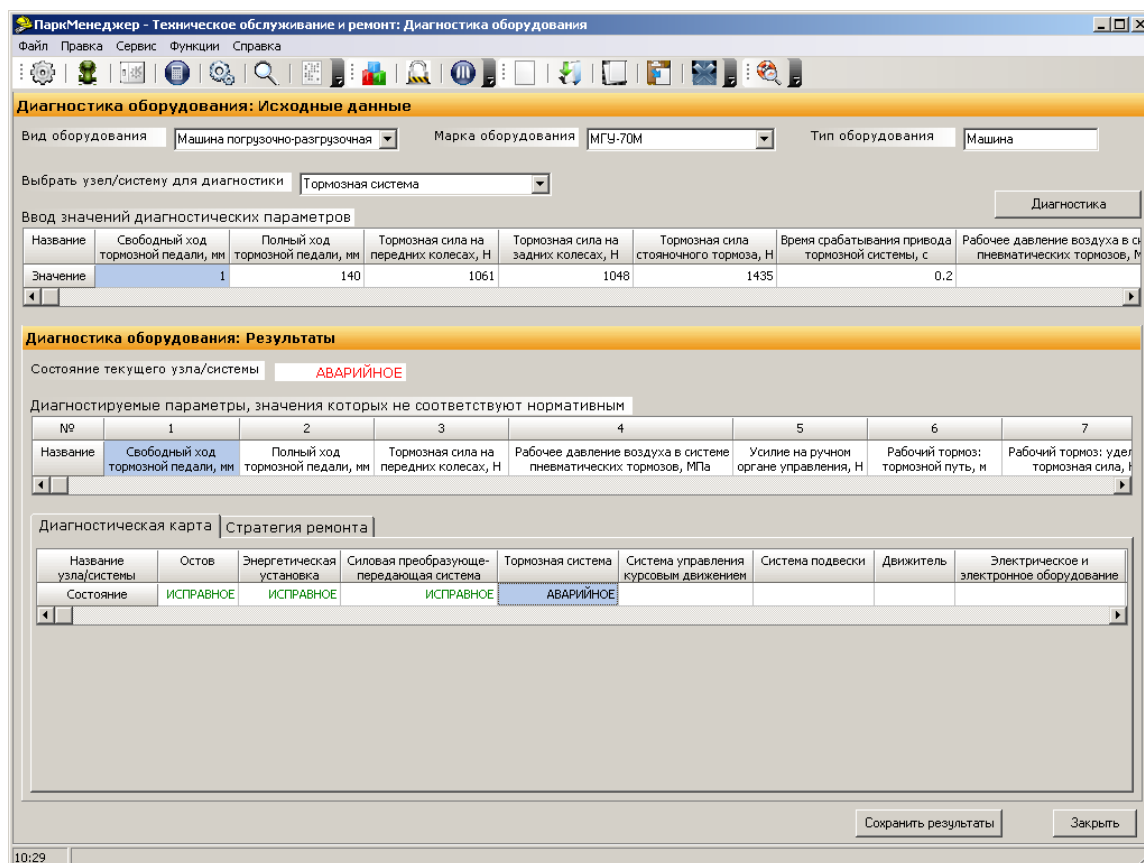 ПаркМенеджер - Техническое обслуживание и ремонт: Диагностика оборудования
Файл Правка Сервис Функции Справка
Диагностика оборудования: Исходные данные
Вид оборудования Машина погрузочно-разгрузочная Марка оборудования МГУ-70М Тип оборудования Машина
Выбрать узел/систему для диагностики Тормозная система
Диагностика
Ввод значений диагностических параметров
Название Свободный ход Полный ход Тормозная сила на Тормозная сила на Тормозная сила Время срабатывания привода Рабочее давление воздуха в
тормозной педали, мм тормозной педали, мм передних колесах, Н задних колесах, Н стояночного тормоза, Н тормозной системы, с пневматических тормозов,
Значение 1 140 1061 1048 1435 0.2
Диагностика оборудования: Результаты
Состояние текущего узла/системы АВАРИЙНОЕ
Диагностируемые параметры, значения которых не соответствуют нормативным
№ 1 2 3 4 5 6 7
Название Свободный ход Полный ход Тормозная сила на Рабочее давление воздуха в системе Усилие на ручном Рабочий тормоз: Рабочий тормоз:
тормозной педали, мм тормозной педали, мм передних колесах, Н пневматических тормозов, МПа органе управления, Н тормозной путь, м тормозная сила,
Диагностическая карта Стратегия ремонта
Название Остов Энергетическая Силовая преобразующе- Тормозная система Система управления Система подвески Движитель Электрическое и
узла/системы установка передающая система курсовым движением электронное оборудование
Состояние ИСПРАВНОЕ ИСПРАВНОЕ ИСПРАВНОЕ АВАРИЙНОЕ
Сохранить результаты Закрыть
10:29